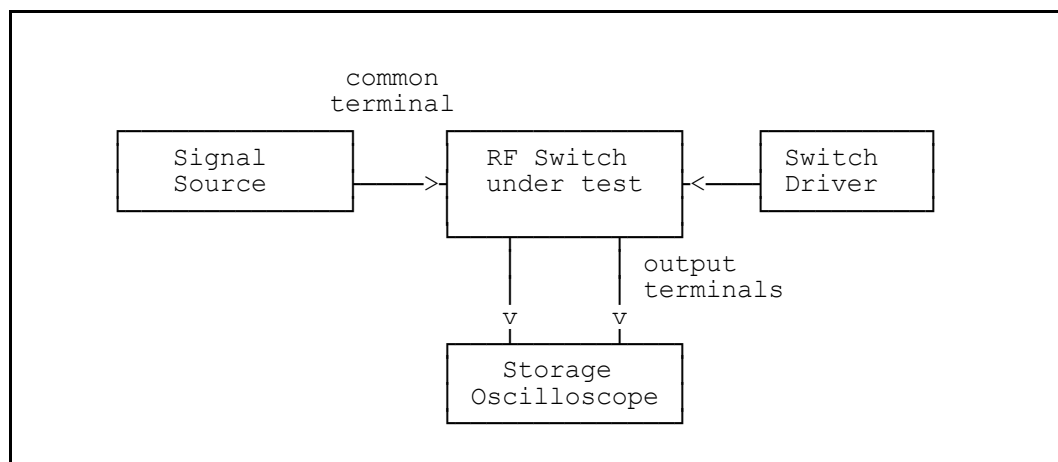 common
terminal
Signal
Source
RF Switch
under test
Switch
Driver
output
terminals
Storage
Oscilloscope